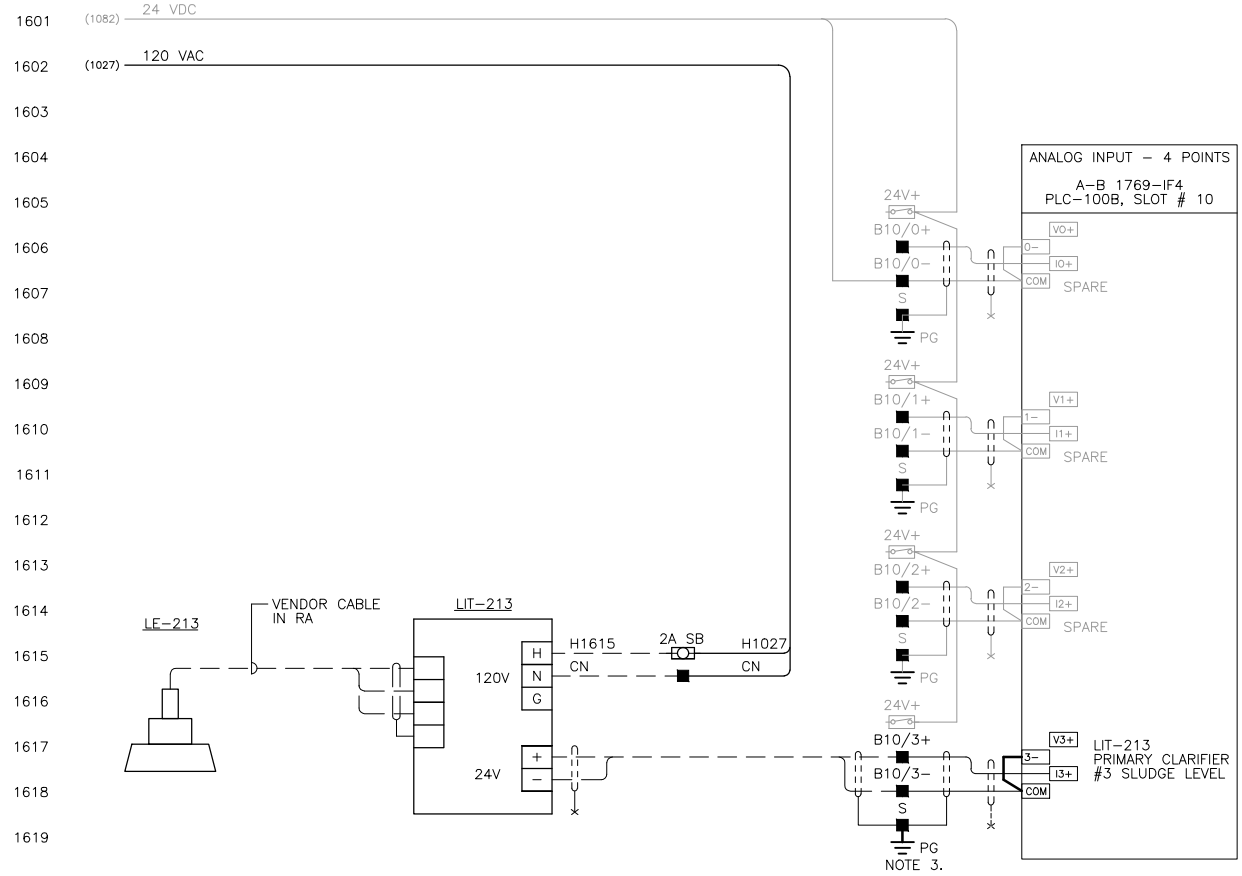 1601 (1082) 24 VDC
1602 (1027) 120 VAC
1603
1604
1605
1606
1607
1608
1609
1610
1611
1612
1613
1614
1615
1616
1617
1618
1619
ANALOG INPUT – 4 POINTS
A–B 1769–IF4
PLC–100B, SLOT # 10
24V+
B10/0+
B10/0–
S
PG
V0+
0–
I0+
COM
SPARE
24V+
B10/1+
B10/1–
S
PG
V1+
1–
I1+
COM
SPARE
24V+
B10/2+
B10/2–
S
PG
V2+
2–
I2+
COM
SPARE
24V+
B10/3+
B10/3–
S
PG
NOTE 3.
V3+
3–
I3+
COM
LIT–213
PRIMARY CLARIFIER
#3 SLUDGE LEVEL
LE–213
VENDOR CABLE
IN RA
LIT–213
120V
H
N
G
H1615
2A SB
H1027
CN
CN
24V
+
–